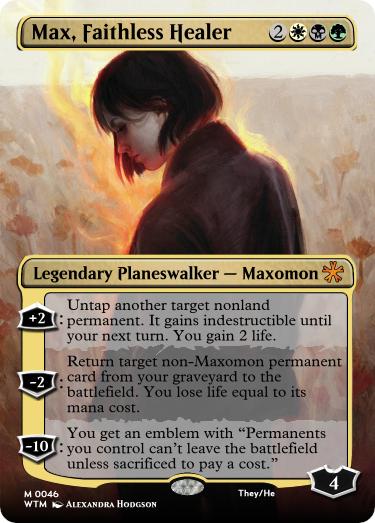 Max, Faithless Healer 2
Legendary Planeswalker — Maxomon
+2: Untap another target nonland
permanent. It gains indestructible until
your next turn. You gain 2 life.
Return target non-Maxomon permanent
-2: card from your graveyard to the
battlefield. You lose life equal to its
mana cost.
You get an emblem with “Permanents
-10: you control can’t leave the battlefield
unless sacrificed to pay a cost.”
4
M 0046
WTM Alexandra Hodgson They/He